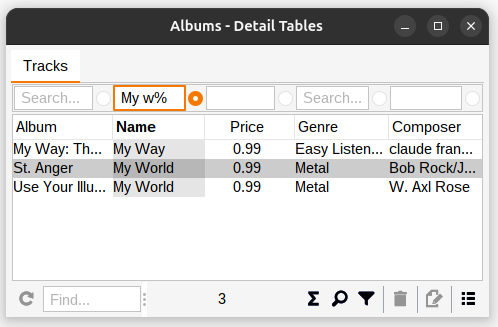 Albums - Detail Tables
Tracks
Search... My w% Search...
Album Name Price Genre Composer
My Way: Th... My Way 0.99 Easy Listen... claude fran...
St. Anger My World 0.99 Metal Bob Rock/J...
Use Your Illu... My World 0.99 Metal W. Axl Rose
Find... 3 Σ